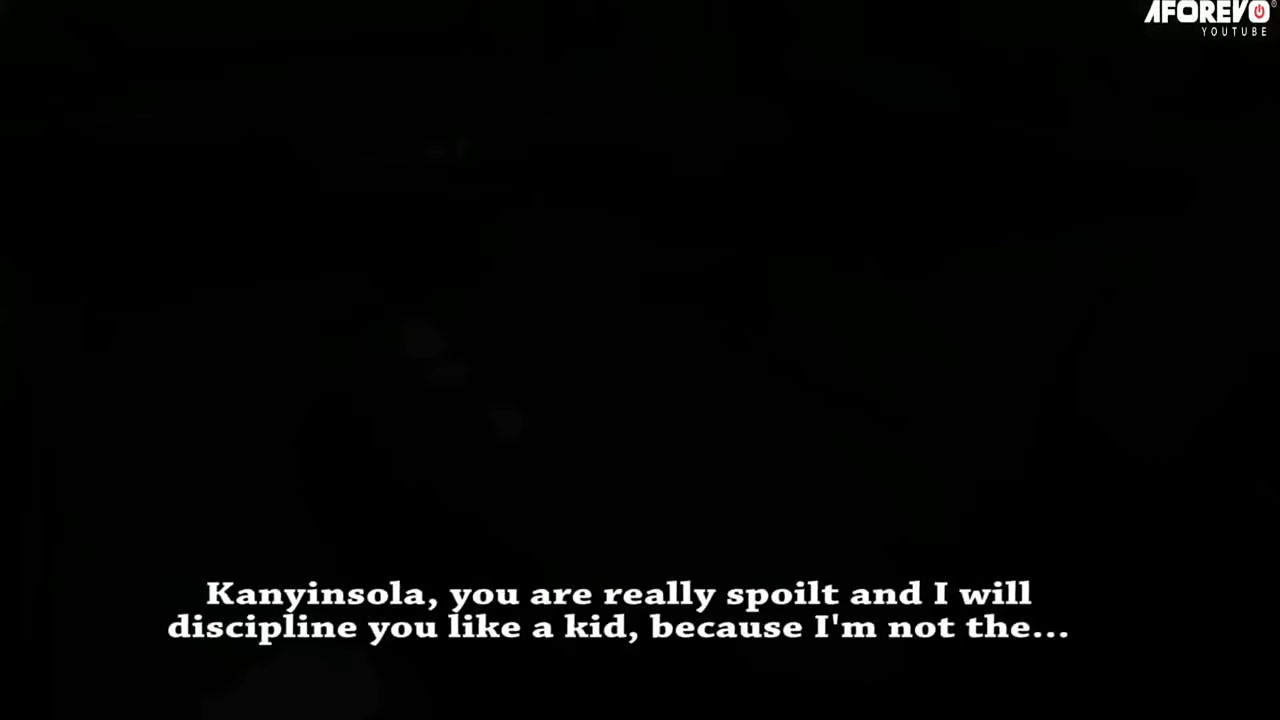 AFOREVO
YOUTUBE
Kanyinsola, you are really spoilt and I will
discipline you like a kid, because I'm not the...